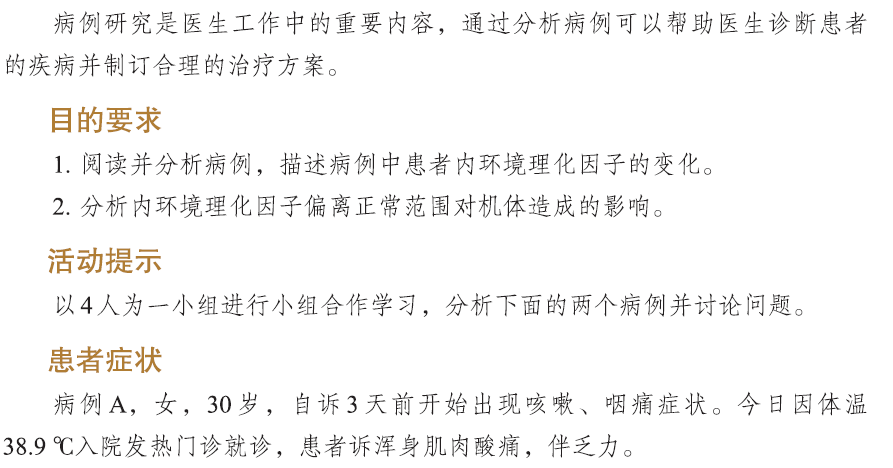 病例研究是医生工作中的重要内容，通过分析病例可以帮助医生诊断患者
的疾病并制订合理的治疗方案。
目的要求
1. 阅读并分析病例，描述病例中患者内环境理化因子的变化。
2. 分析内环境理化因子偏离正常范围对机体造成的影响。
活动提示
以4人为一小组进行小组合作学习，分析下面的两个病例并讨论问题。
患者症状
病例A，女，30岁，自诉3天前开始出现咳嗽、咽痛症状。今日因体温
38.9 ℃入院发热门诊就诊，患者诉浑身肌肉酸痛，伴乏力。